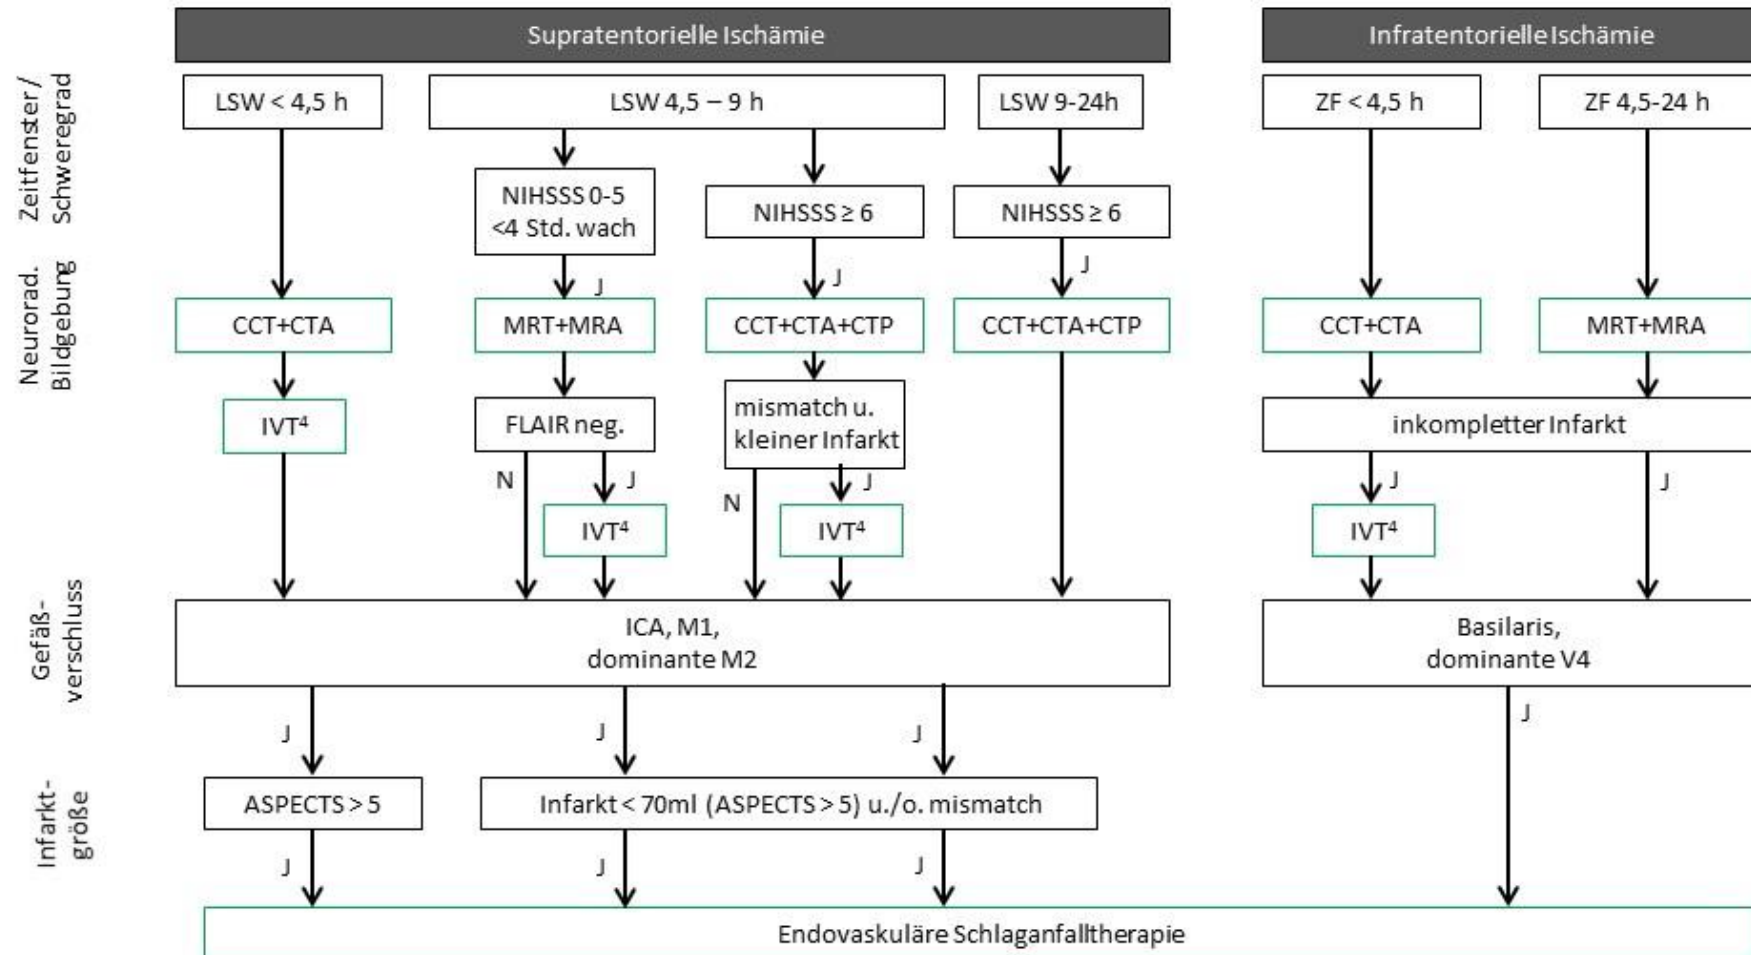 Supratentorielle Ischämie
Infratentorielle Ischämie
Zeitfenster /
Schweregrad
LSW < 4,5 h
LSW 4,5 – 9 h
LSW 9-24h
ZF < 4,5 h
ZF 4,5-24 h
NIHSSS 0-5
<4 Std. wach
NIHSSS ≥ 6
NIHSSS ≥ 6
J
J
J
Neurorad.
Bildgebung
CCT+CTA
MRT+MRA
CCT+CTA+CTP
CCT+CTA+CTP
CCT+CTA
MRT+MRA
IVT⁴
FLAIR neg.
mismatch u.
kleiner Infarkt
inkompletter Infarkt
N
J
N
J
J
J
IVT⁴
IVT⁴
IVT⁴
Gefäß-
verschluss
ICA, M1,
dominante M2
Basilaris,
dominante V4
J
J
J
J
Infarkt-
größe
ASPECTS > 5
Infarkt < 70ml (ASPECTS > 5) u./o. mismatch
J
J
J
Endovaskuläre Schlaganfalltherapie